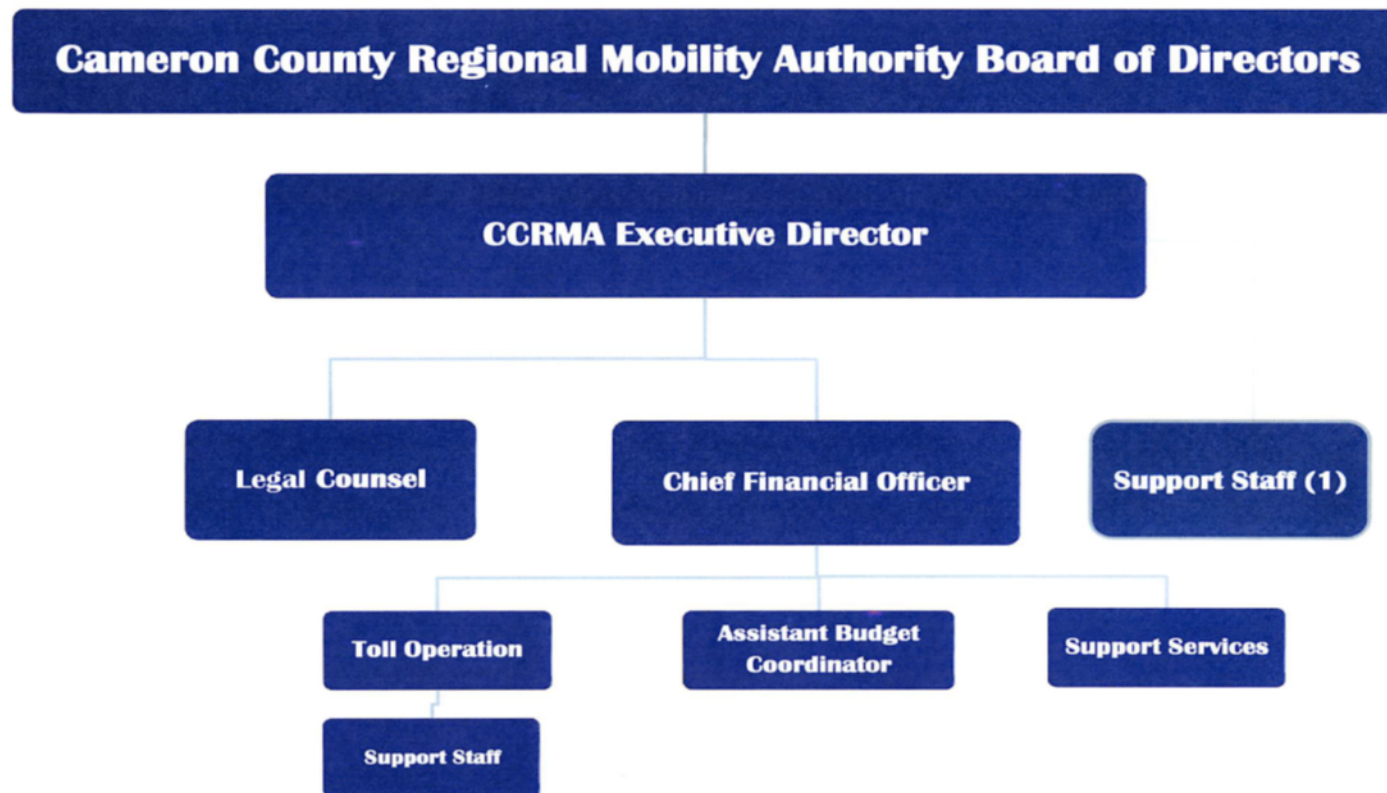 Cameron County Regional Mobility Authority Board of Directors
CCRMA Executive Director
Legal Counsel
Chief Financial Officer
Support Staff (1)
Toll Operation
Assistant Budget
Coordinator
Support Services
Support Staff